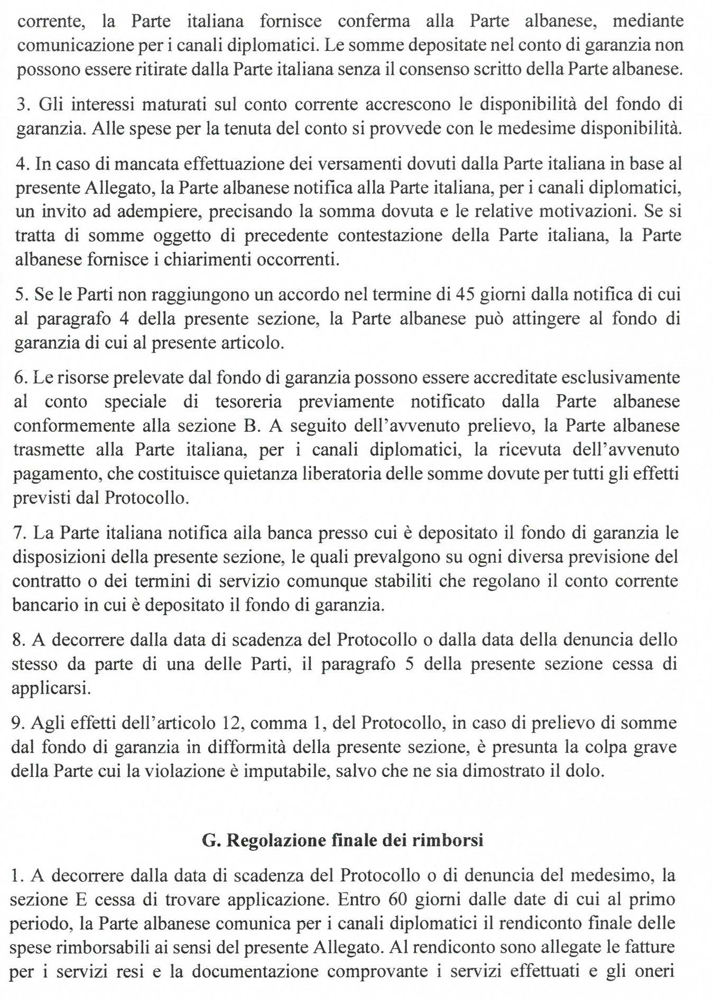 corrente, la Parte italiana fornisce conferma alla Parte albanese, mediante
comunicazione per i canali diplomatici. Le somme depositate nel conto di garanzia non
possono essere ritirate dalla Parte italiana senza il consenso scritto della Parte albanese.
3. Gli interessi maturati sul conto corrente accrescono le disponibilità del fondo di
garanzia. Alle spese per la tenuta del conto si provvede con le medesime disponibilità.
4. In caso di mancata effettuazione dei versamenti dovuti dalla Parte italiana in base al
presente Allegato, la Parte albanese notifica alla Parte italiana, per i canali diplomatici,
un invito ad adempiere, precisando la somma dovuta e le relative motivazioni. Se si
tratta di somme oggetto di precedente contestazione della Parte italiana, la Parte
albanese fornisce i chiarimenti occorrenti.
5. Se le Parti non raggiungono un accordo nel termine di 45 giorni dalla notifica di cui
al paragrafo 4 della presente sezione, la Parte albanese può attingere al fondo di
garanzia di cui al presente articolo.
6. Le risorse prelevate dal fondo di garanzia possono essere accreditate esclusivamente
al conto speciale di tesoreria previamente notificato dalla Parte albanese
conformemente alla sezione B. A seguito dell’avvenuto prelievo, la Parte albanese
trasmette alla Parte italiana, per i canali diplomatici, la ricevuta dell’avvenuto
pagamento, che costituisce quietanza liberatoria delle somme dovute per tutti gli effetti
previsti dal Protocollo.
7. La Parte italiana notifica alla banca presso cui è depositato il fondo di garanzia le
disposizioni della presente sezione, le quali prevalgono su ogni diversa previsione del
contratto o dei termini di servizio comunque stabiliti che regolano il conto corrente
bancario in cui è depositato il fondo di garanzia.
8. A decorrere dalla data di scadenza del Protocollo o dalla data della denuncia dello
stesso da parte di una delle Parti, il paragrafo 5 della presente sezione cessa di
applicarsi.
9. Agli effetti dell’articolo 12, comma 1, del Protocollo, in caso di prelievo di somme
dal fondo di garanzia in difformità della presente sezione, è presunta la colpa grave
della Parte cui la violazione è imputabile, salvo che ne sia dimostrato il dolo.
G. Regolazione finale dei rimborsi
1. A decorrere dalla data di scadenza del Protocollo o di denuncia del medesimo, la
sezione E cessa di trovare applicazione. Entro 60 giorni dalle date di cui al primo
periodo, la Parte albanese comunica per i canali diplomatici il rendiconto finale delle
spese rimborsabili ai sensi del presente Allegato. Al rendiconto sono allegate le fatture
per i servizi resi e la documentazione comprovante i servizi effettuati e gli oneri